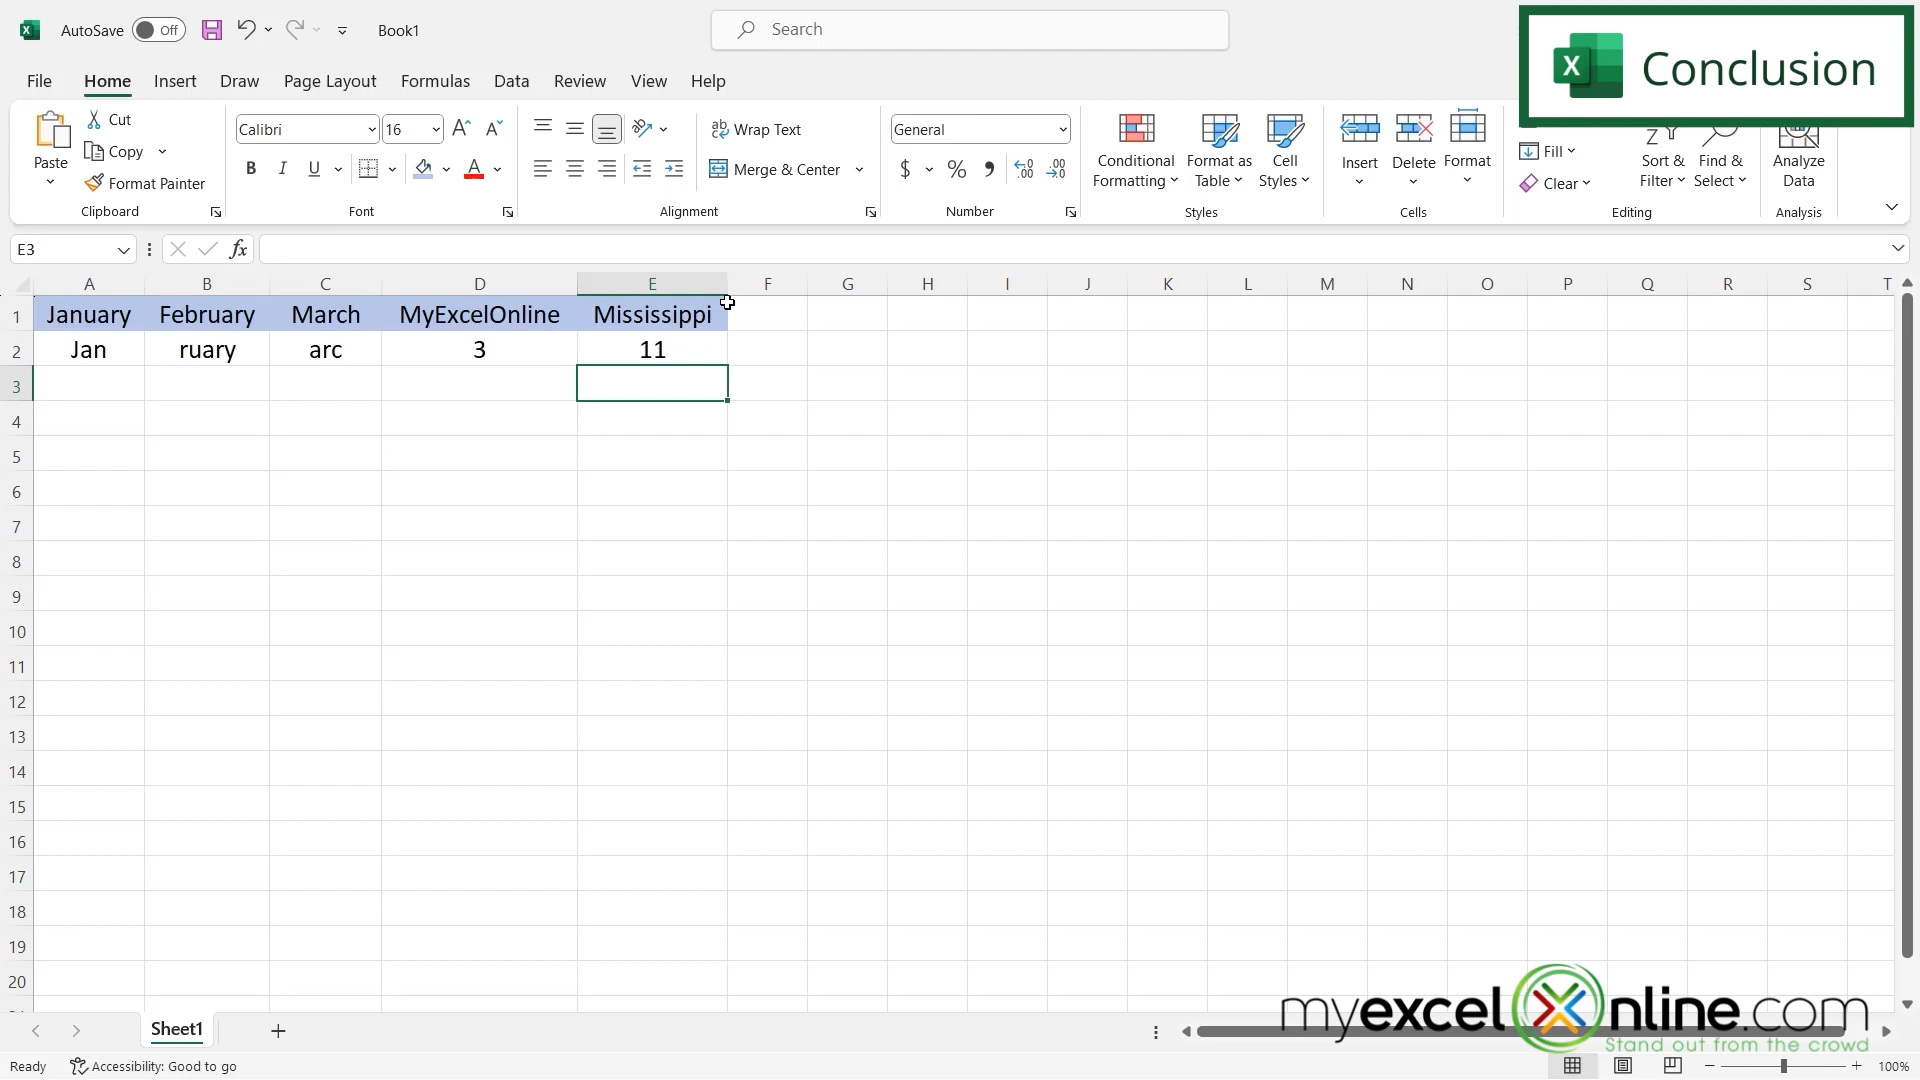 AutoSave Off Book1 Search
X Conclusion
File Home Insert Draw Page Layout Formulas Data Review View Help
Paste Cut Copy Format Painter Clipboard
Calibri 16 A A B I U A Font
ab Wrap Text Merge & Center Alignment
General $ % Number
Conditional Formatting Format as Table Cell Styles Styles
Insert Delete Format Cells
Fill Clear Sort & Filter Find & Select Editing
Analyze Data Analysis
E3 fx
A B C D E F G H I J K L M N O P Q R S T
1 January February March MyExcelOnline Mississippi
2 Jan ruary arc 3 11
3
4
5
6
7
8
9
10
11
12
13
14
15
16
17
18
19
20
myexcelonline.com
Stand out from the crowd
Sheet1 +
Ready Accessibility: Good to go 100%